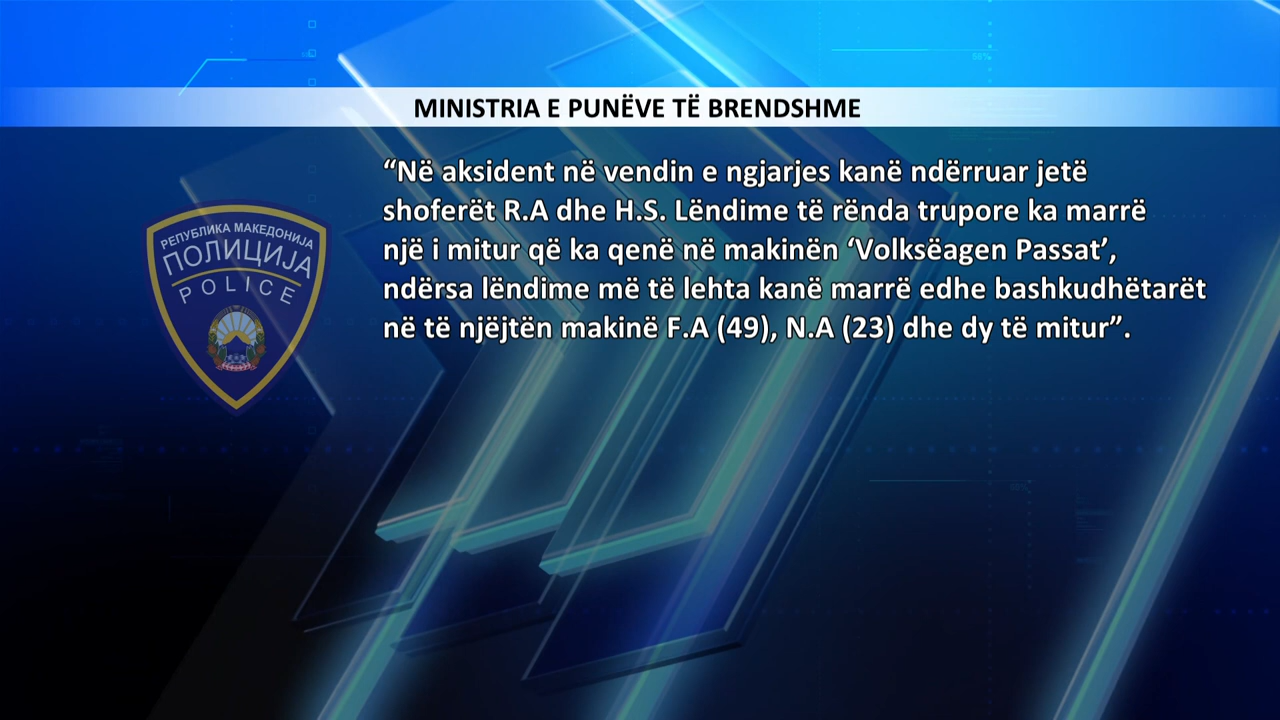 MINISTRIA E PUNËVE TË BRENDSHME
“Në aksident në vendin e ngjarjes kanë ndërruar jetë
shoferët R.A dhe H.S. Lëndime të rënda trupore ka marrë
një i mitur që ka qenë në makinën ‘Volksëagen Passat’,
ndërsa lëndime më të lehta kanë marrë edhe bashkudhëtarët
në të njëjtën makinë F.A (49), N.A (23) dhe dy të mitur”.
РЕПУБЛИКА МАКЕДОНИЈА
ПОЛИЦИЈА
POLICE